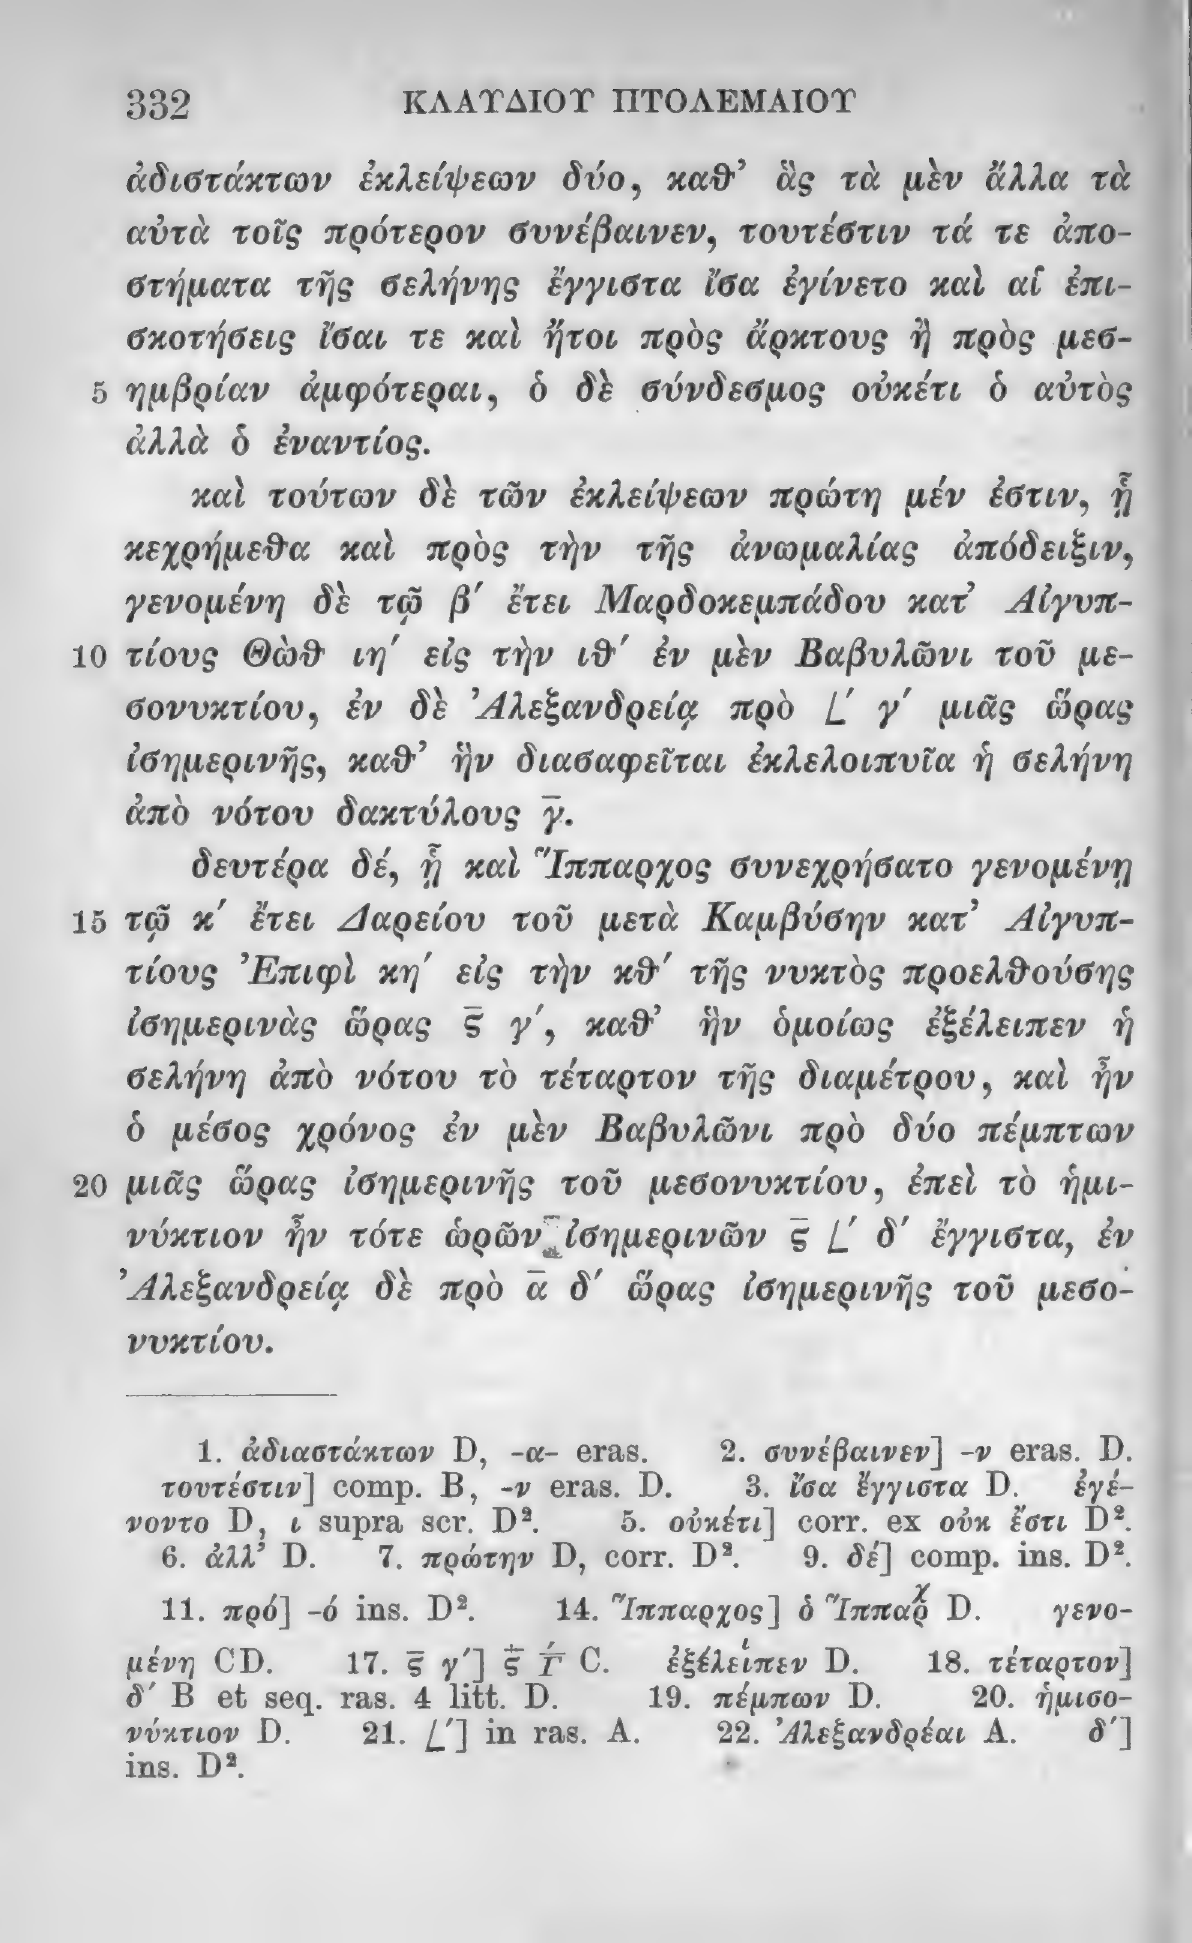 332 ΚΛΑΥΔΙΟΥ ΠΤΟΛΕΜΑΙΟΥ
ἀδιστάκτων ἐκλείψεων δύο, καθ’ ἃς τὰ μὲν ἄλλα τὰ
αὐτὰ τοῖς πρότερον συνέβαινεν, τουτέστιν τά τε ἀπο-
στήματα τῆς σελήνης ἔγγιστα ἴσα ἐγίνετο καὶ αἱ ἐπι-
σκοτήσεις ἴσαι τε καὶ ἤτοι πρὸς ἄρκτους ἢ πρὸς μεσ-
5 ημβρίαν ἀμφότεραι, ὁ δὲ σύνδεσμος οὐκέτι ὁ αὐτὸς
ἀλλὰ ὁ ἐναντίος.
καὶ τούτων δὲ τῶν ἐκλείψεων πρώτη μέν ἐστιν, ᾗ
κεχρήμεθα καὶ πρὸς τὴν τῆς ἀνωμαλίας ἀπόδειξιν,
γενομένη δὲ τῷ β′ ἔτει Μαρδοκεμπάδου κατ’ Αἰγυπ-
10 τίους Θὼθ ιη′ εἰς τὴν ιθ′ ἐν μὲν Βαβυλῶνι τοῦ με-
σονυκτίου, ἐν δὲ Ἀλεξανδρείᾳ πρὸ 𐅵′ γ′ μιᾶς ὥρας
ἰσημερινῆς, καθ’ ἣν διασαφεῖται ἐκλελοιπυῖα ἡ σελήνη
ἀπὸ νότου δακτύλους γ̅.
δευτέρα δέ, ᾗ καὶ Ἵππαρχος συνεχρήσατο γενομένῃ
15 τῷ κ′ ἔτει Δαρείου τοῦ μετὰ Καμβύσην κατ’ Αἰγυπ-
τίους Ἐπιφὶ κη′ εἰς τὴν κθ′ τῆς νυκτὸς προελθούσης
ἰσημερινὰς ὥρας ϛ̅ γ′, καθ’ ἣν ὁμοίως ἐξέλειπεν ἡ
σελήνη ἀπὸ νότου τὸ τέταρτον τῆς διαμέτρου, καὶ ἦν
ὁ μέσος χρόνος ἐν μὲν Βαβυλῶνι πρὸ δύο πέμπτων
20 μιᾶς ὥρας ἰσημερινῆς τοῦ μεσονυκτίου, ἐπεὶ τὸ ἡμι-
νύκτιον ἦν τότε ὡρῶν ἰσημερινῶν ϛ̅ 𐅵′ δ′ ἔγγιστα, ἐν
Ἀλεξανδρείᾳ δὲ πρὸ α̅ δ′ ὥρας ἰσημερινῆς τοῦ μεσο-
νυκτίου.
1. ἀδιαστάκτων D, -α- eras. 2. συνέβαινεν] -ν eras. D.
τουτέστιν] comp. B, -ν eras. D. 3. ἴσα ἔγγιστα D. ἐγέ-
νοντο D, ι supra scr. D². 5. οὐκέτι] corr. ex οὐκ ἔστι D².
6. ἀλλ’ D. 7. πρώτην D, corr. D². 9. δέ] comp. ins. D².
11. πρό] -ό ins. D². 14. Ἵππαρχος] ὁ Ἵππαρ^χ D. γενο-
μένη CD. 17. ϛ̅ γ′] ϛ̅ Γ́ C. ἐξέλειπεν D. 18. τέταρτον]
δ′ B et seq. ras. 4 litt. D. 19. πέμπων D. 20. ἡμισο-
νύκτιον D. 21. 𐅵′] in ras. A. 22. Ἀλεξανδρέαι A. δ′]
ins. D².